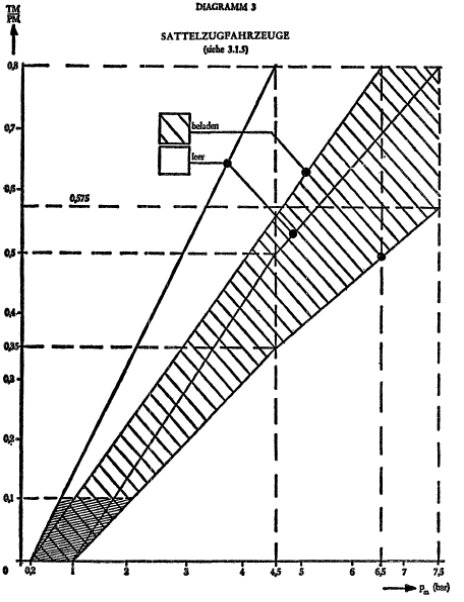 DIAGRAMM 3
TM
PM
SATTELZUGFAHRZEUGE
(siehe 3.1.5)
0,8
0,7
beladen
leer
0,6
0,575
0,5
0,4
0,35
0,3
0,2
0,1
0
0,2
1
2
3
4
4,5
5
6
6,5
7
7,5
pm (bar)